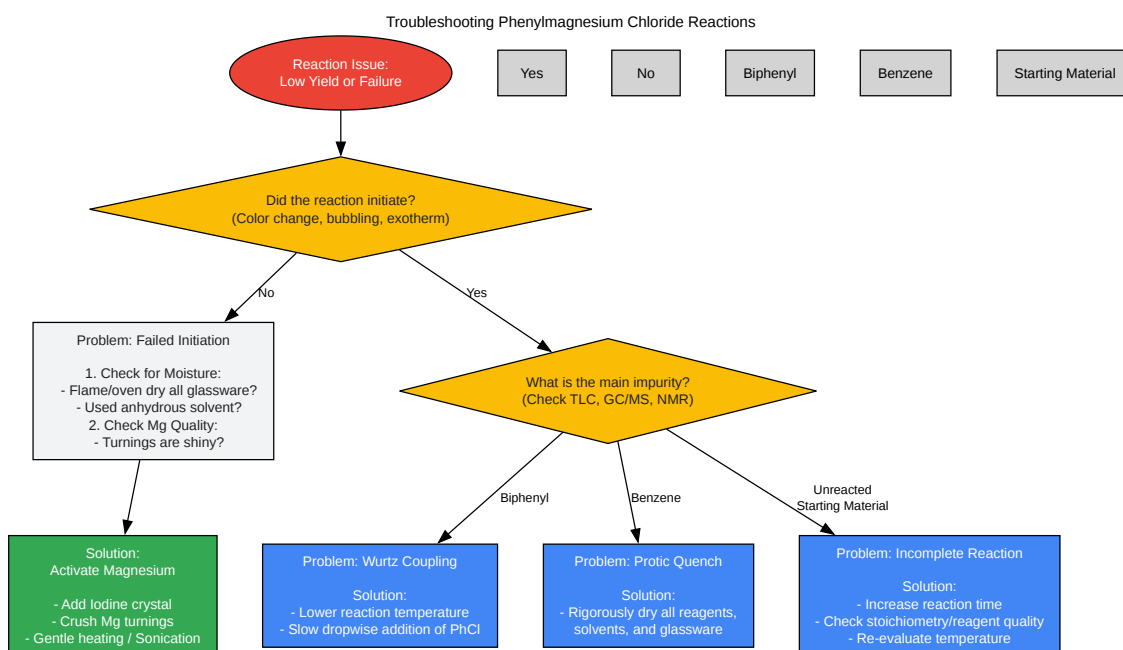 Troubleshooting Phenylmagnesium Chloride Reactions
Reaction Issue:
Low Yield or Failure
Yes
No
Biphenyl
Benzene
Starting Material
Did the reaction initiate?
(Color change, bubbling, exotherm)
No
Yes
Problem: Failed Initiation
1. Check for Moisture:
- Flame/oven dry all glassware?
- Used anhydrous solvent?
2. Check Mg Quality:
- Turnings are shiny?
What is the main impurity?
(Check TLC, GC/MS, NMR)
Biphenyl
Benzene
Unreacted
Starting Material
Solution:
Activate Magnesium
- Add Iodine crystal
- Crush Mg turnings
- Gentle heating / Sonication
Problem: Wurtz Coupling
Solution:
- Lower reaction temperature
- Slow dropwise addition of PhCl
Problem: Protic Quench
Solution:
- Rigorously dry all reagents,
solvents, and glassware
Problem: Incomplete Reaction
Solution:
- Increase reaction time
- Check stoichiometry/reagent quality
- Re-evaluate temperature